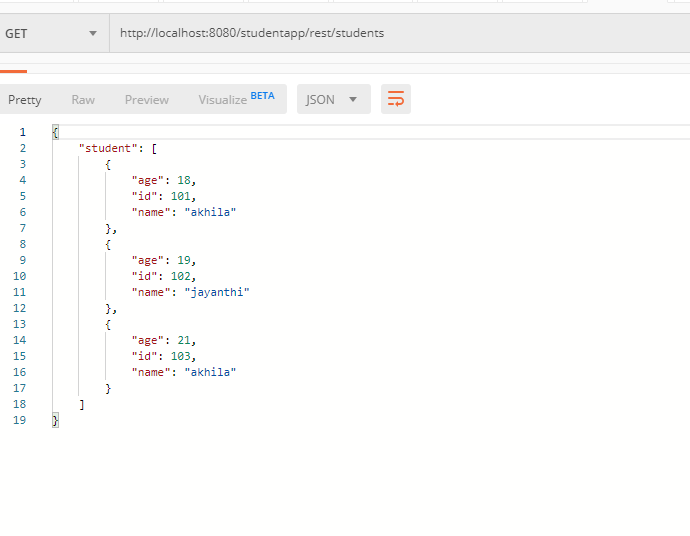 GET http://localhost:8080/studentapp/rest/students
Pretty Raw Preview Visualize BETA JSON
1 {
2 "student": [
3 {
4 "age": 18,
5 "id": 101,
6 "name": "akhila"
7 },
8 {
9 "age": 19,
10 "id": 102,
11 "name": "jayanthi"
12 },
13 {
14 "age": 21,
15 "id": 103,
16 "name": "akhila"
17 }
18 ]
19 }